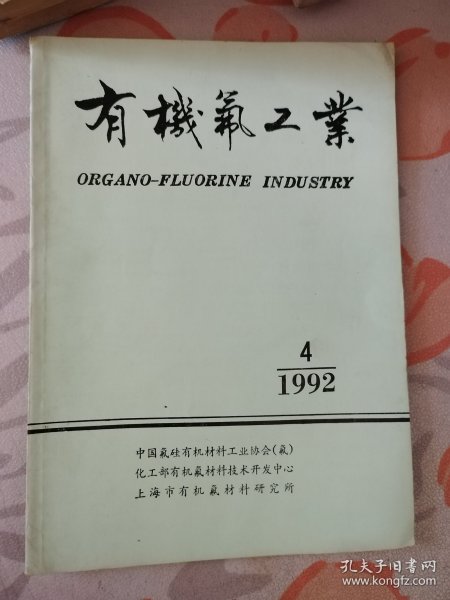 有機氟工業
ORGANO-FLUORINE INDUSTRY
4
1992
中国氟硅有机材料工业协会(氟)
化工部有机氟材料技术开发中心
上海市有机氟材料研究所
孔夫子旧书网
www.kongfz.com